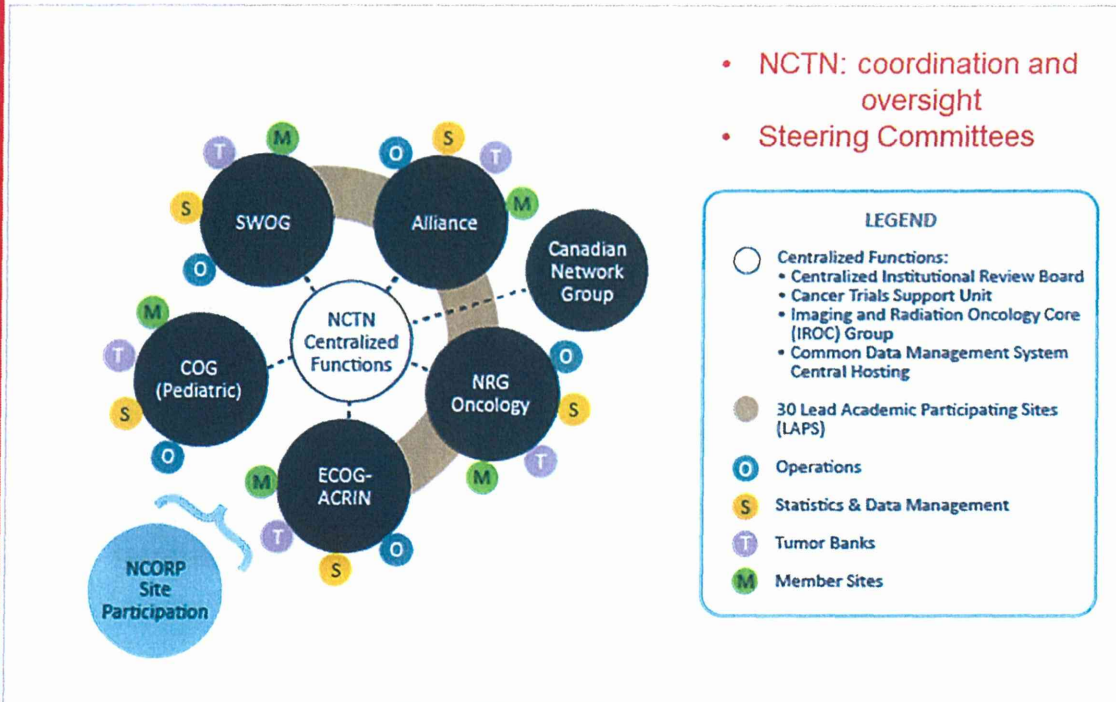 • NCTN: coordination and
oversight
• Steering Committees
M
T
S
O
SWOG
O
S
T
M
Alliance
Canadian
Network
Group
NCTN
Centralized
Functions
M
T
S
O
COG
(Pediatric)
NRG
Oncology
O
S
T
M
ECOG-
ACRIN
M
T
S
O
NCORP
Site
Participation
LEGEND
Centralized Functions:
• Centralized Institutional Review Board
• Cancer Trials Support Unit
• Imaging and Radiation Oncology Core
(IROC) Group
• Common Data Management System
Central Hosting
30 Lead Academic Participating Sites
(LAPS)
O Operations
S Statistics & Data Management
T Tumor Banks
M Member Sites